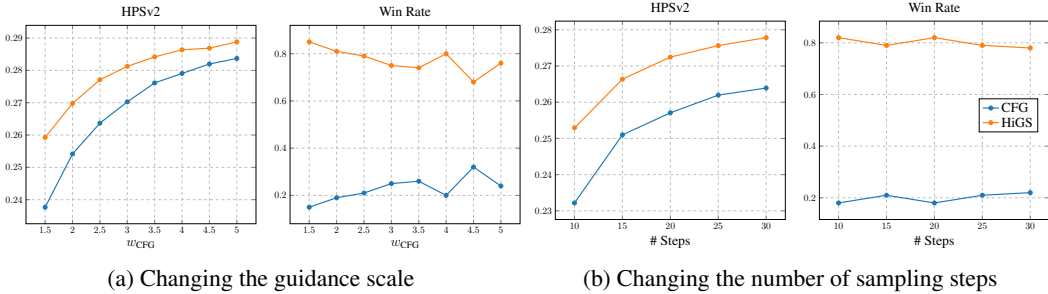 HPSv2
0.29
0.28
0.27
0.26
0.25
0.24
1.5 2 2.5 3 3.5 4 4.5 5
wCFG
Win Rate
0.8
0.6
0.4
0.2
1.5 2 2.5 3 3.5 4 4.5 5
wCFG
(a) Changing the guidance scale
HPSv2
0.28
0.27
0.26
0.25
0.24
0.23
10 15 20 25 30
# Steps
Win Rate
0.8
0.6
0.4
0.2
CFG
HiGS
10 15 20 25 30
# Steps
(b) Changing the number of sampling steps